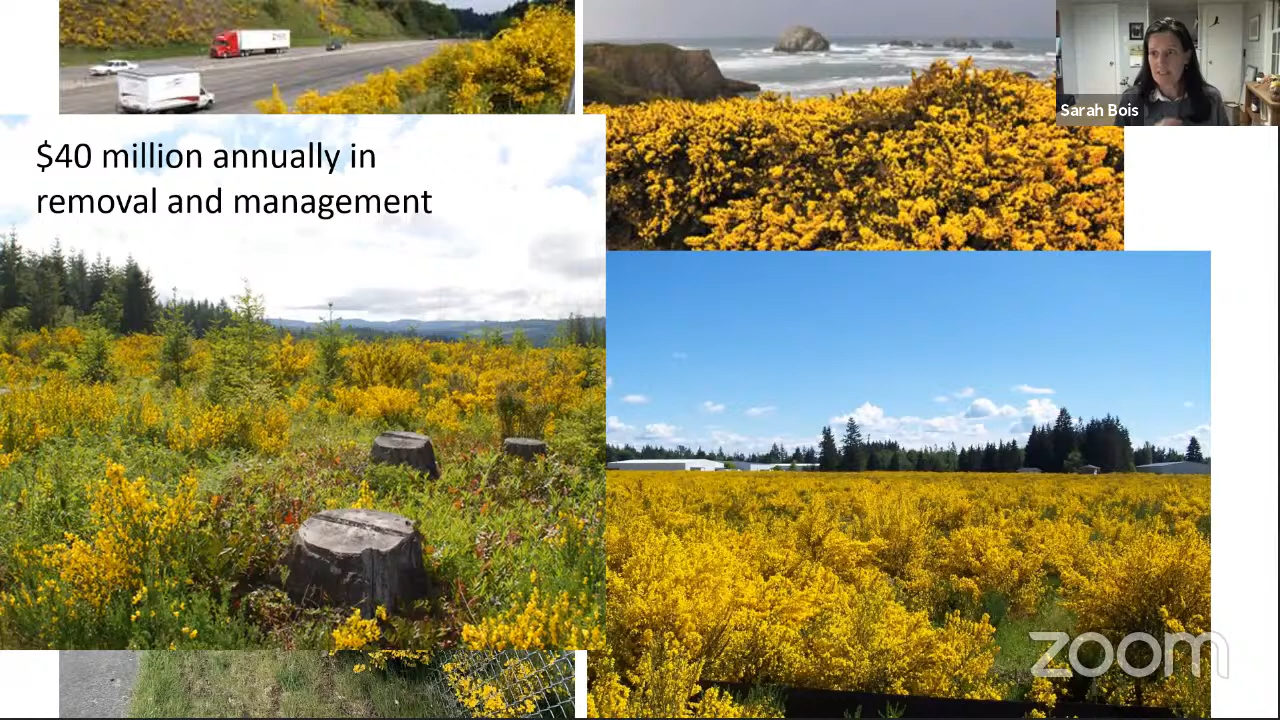 $40 million annually in
removal and management
Sarah Bois
zoom